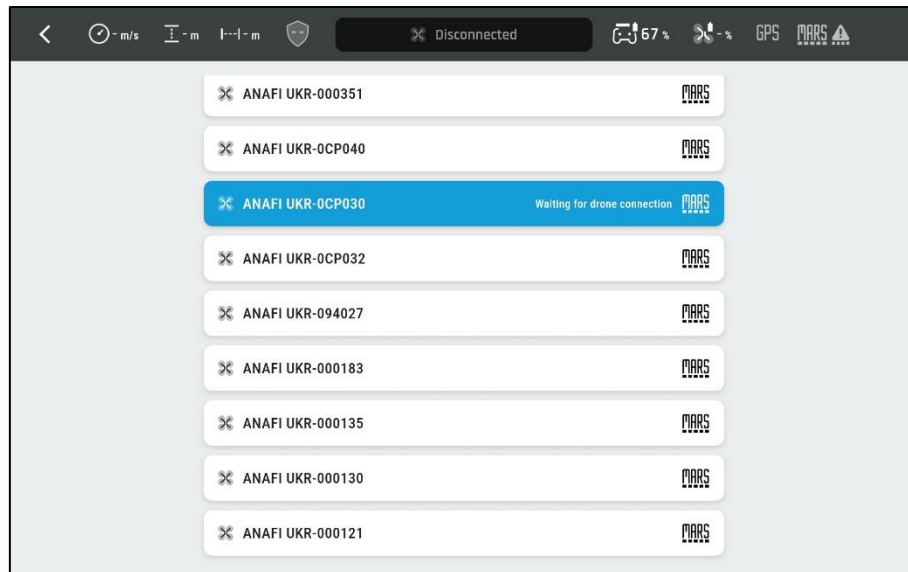 - m/s - m - m -- Disconnected 67 % - % GPS MARS
ANAFI UKR-000351 MARS
ANAFI UKR-0CP040 MARS
ANAFI UKR-0CP030 Waiting for drone connection MARS
ANAFI UKR-0CP032 MARS
ANAFI UKR-094027 MARS
ANAFI UKR-000183 MARS
ANAFI UKR-000135 MARS
ANAFI UKR-000130 MARS
ANAFI UKR-000121 MARS